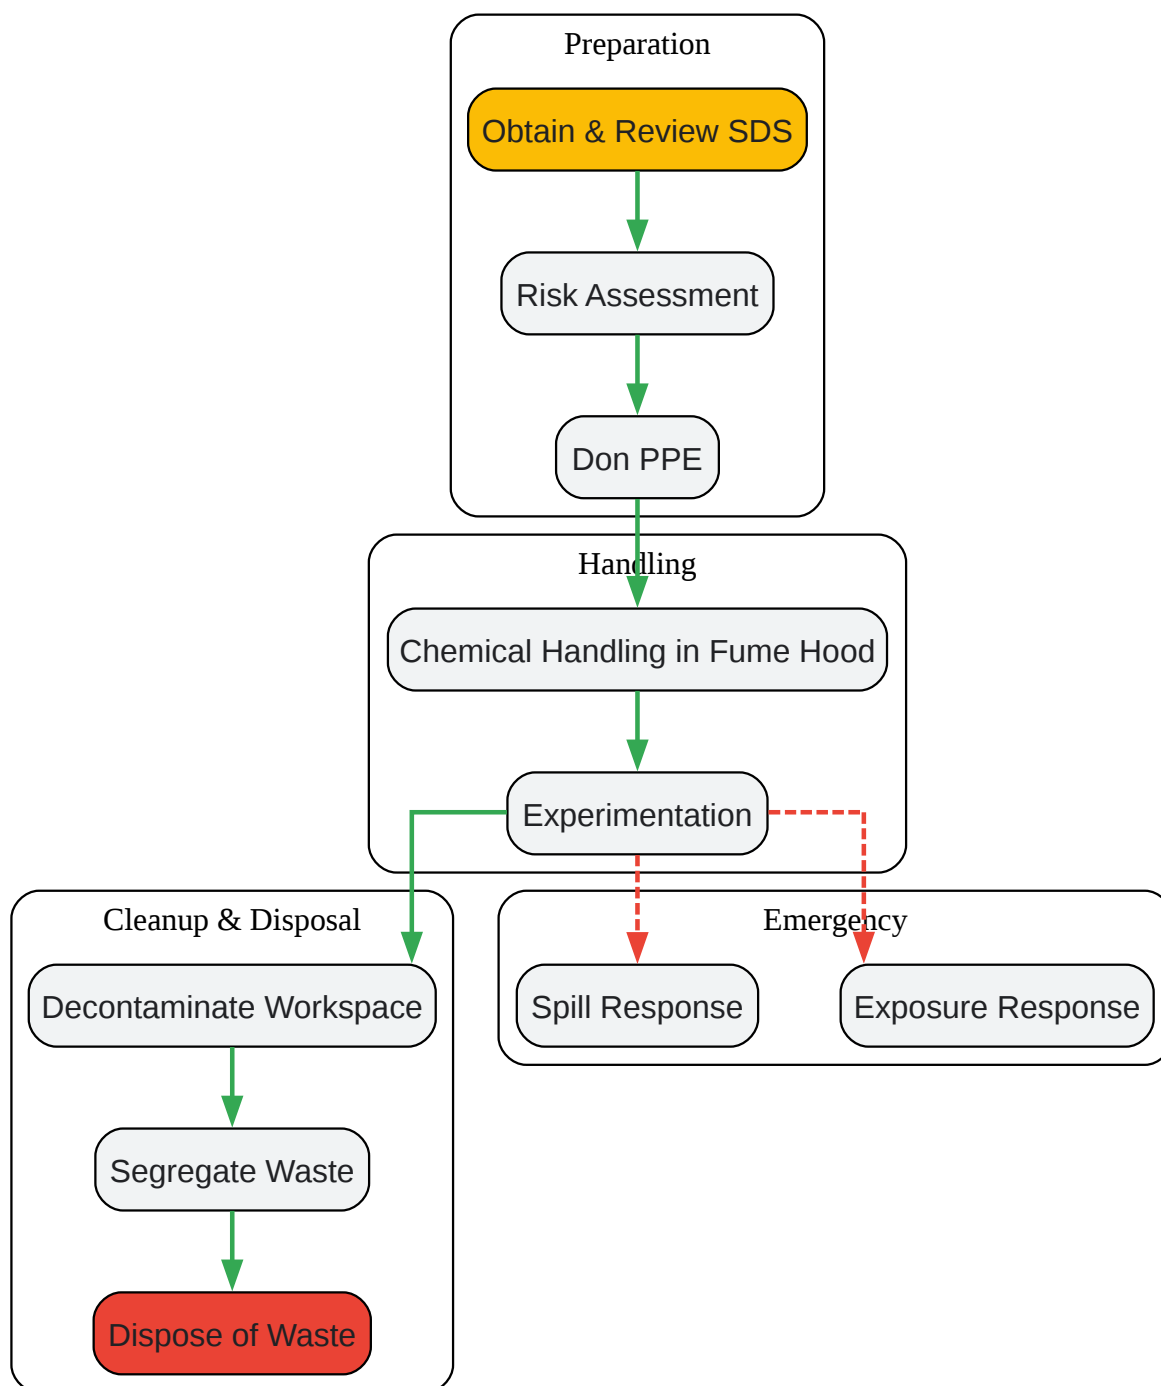 Preparation
Obtain & Review SDS
Risk Assessment
Don PPE
Handling
Chemical Handling in Fume Hood
Experimentation
Cleanup & Disposal
Decontaminate Workspace
Segregate Waste
Dispose of Waste
Emergency
Spill Response
Exposure Response